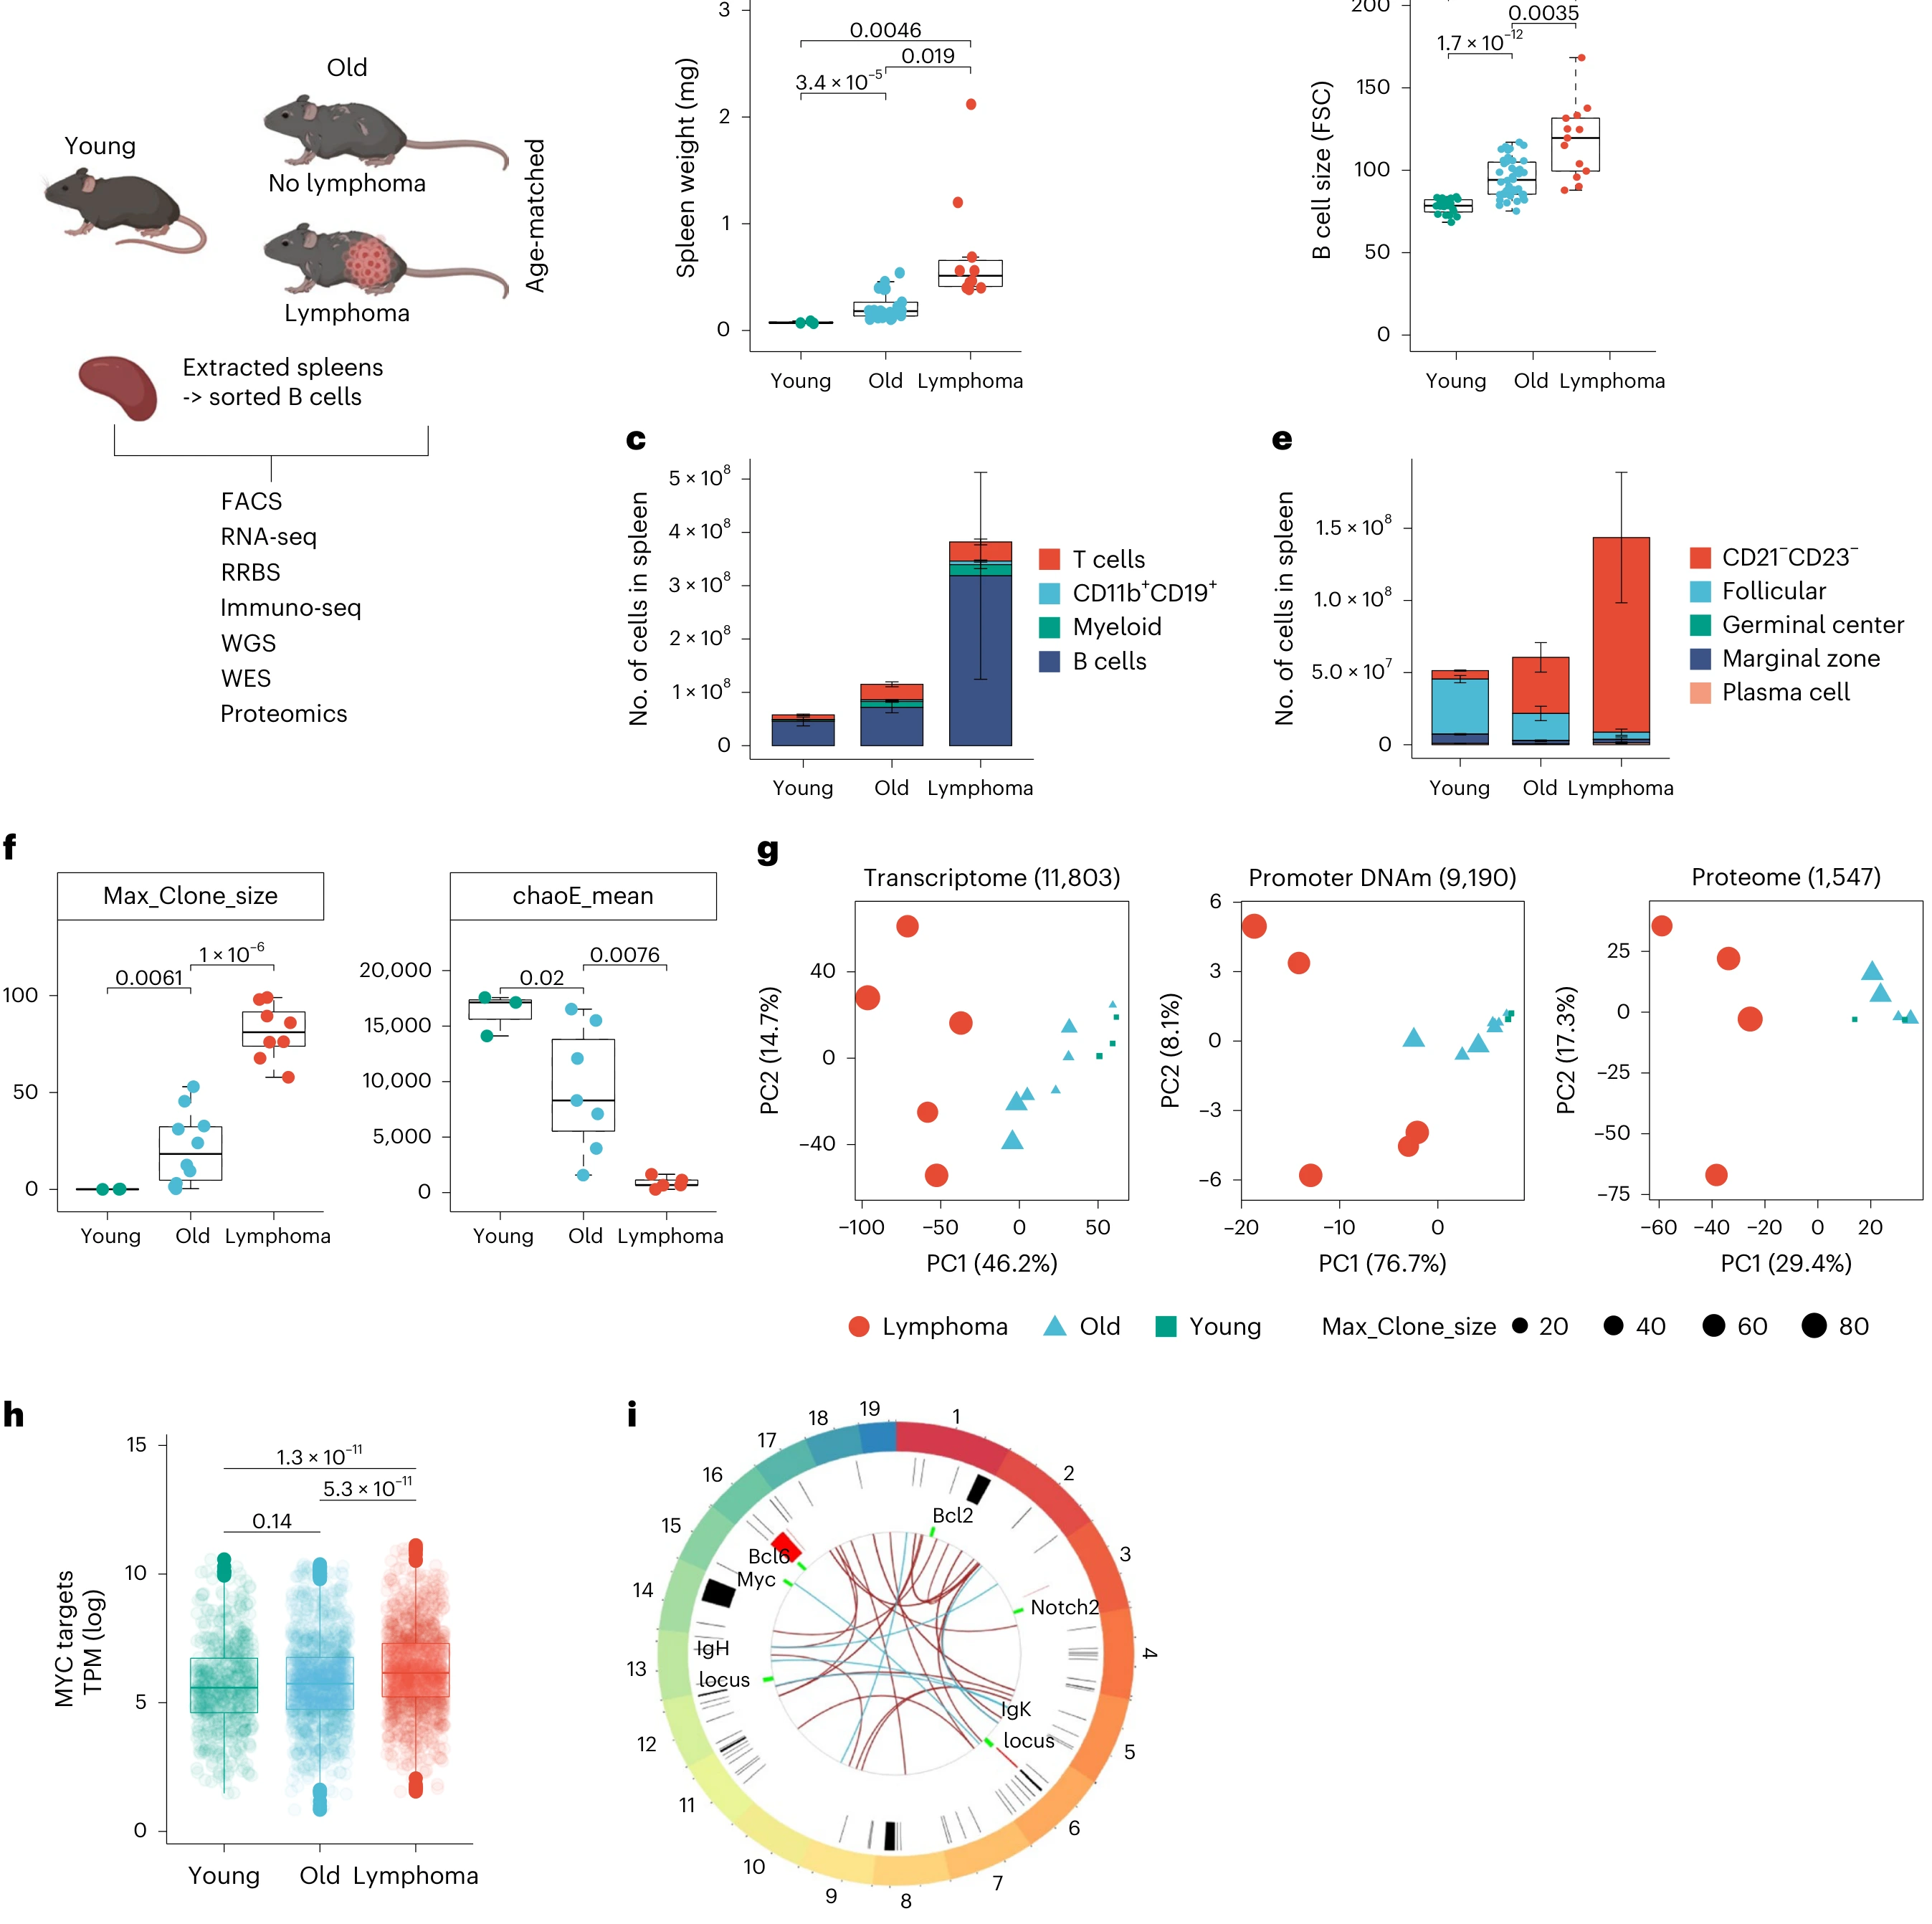 Young
Old
No lymphoma
Lymphoma
Age-matched
Extracted spleens
-> sorted B cells
FACS
RNA-seq
RRBS
Immuno-seq
WGS
WES
Proteomics
Spleen weight (mg)
3
2
1
0
0.0046
0.019
3.4 × 10⁻⁵
Young Old Lymphoma
B cell size (FSC)
200
150
100
50
0
0.0035
1.7 × 10⁻¹²
Young Old Lymphoma
c
No. of cells in spleen
5 × 10⁸
4 × 10⁸
3 × 10⁸
2 × 10⁸
1 × 10⁸
0
Young Old Lymphoma
T cells
CD11b⁺CD19⁺
Myeloid
B cells
e
No. of cells in spleen
1.5 × 10⁸
1.0 × 10⁸
5.0 × 10⁷
0
Young Old Lymphoma
CD21⁻CD23⁻
Follicular
Germinal center
Marginal zone
Plasma cell
f
Max_Clone_size
1 × 10⁻⁶
0.0061
100
50
0
Young Old Lymphoma
chaoE_mean
0.0076
0.02
20,000
15,000
10,000
5,000
0
Young Old Lymphoma
g
Transcriptome (11,803)
PC2 (14.7%)
40
0
−40
−100 −50 0 50
PC1 (46.2%)
Promoter DNAm (9,190)
PC2 (8.1%)
6
3
0
−3
−6
−20 −10 0
PC1 (76.7%)
Proteome (1,547)
PC2 (17.3%)
25
0
−25
−50
−75
−60 −40 −20 0 20
PC1 (29.4%)
Lymphoma Old Young Max_Clone_size 20 40 60 80
h
MYC targets
TPM (log)
15
10
5
0
1.3 × 10⁻¹¹
5.3 × 10⁻¹¹
0.14
Young Old Lymphoma
i
1
2
3
4
5
6
7
8
9
10
11
12
13
14
15
16
17
18
19
Bcl2
Notch2
IgK
locus
IgH
locus
Myc
Bcl6